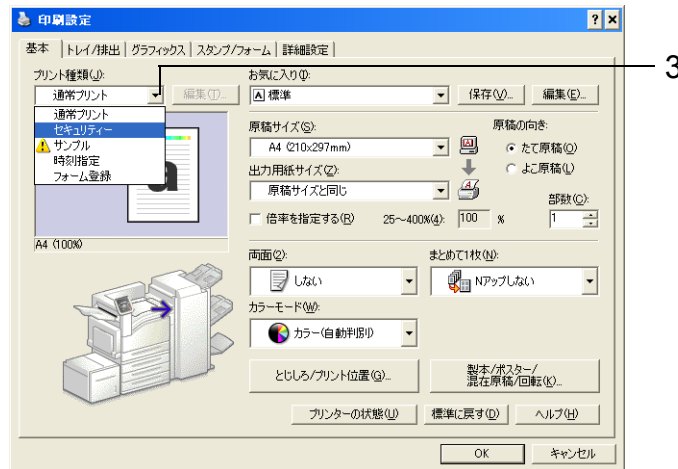 印刷設定
基本 トレイ/排出 グラフィックス スタンプ/フォーム 詳細設定
プリント種類(J):
通常プリント 編集(T)...
通常プリント
セキュリティー
サンプル
時刻指定
フォーム登録
A4 (100%)
お気に入り(I):
標準 保存(V)... 編集(E)...
原稿サイズ(S):
A4 (210x297mm)
出力用紙サイズ(Z):
原稿サイズと同じ
倍率を指定する(R) 25～400%(4): 100 %
原稿の向き:
たて原稿(O)
よこ原稿(L)
部数(C):
1
両面(2):
しない
まとめて1枚(N):
Nアップしない
カラーモード(W):
カラー(自動判別)
とじしろ/プリント位置(G)...
製本/ポスター/
混在原稿/回転(K)...
プリンターの状態(U) 標準に戻す(D) ヘルプ(H)
OK キャンセル
3